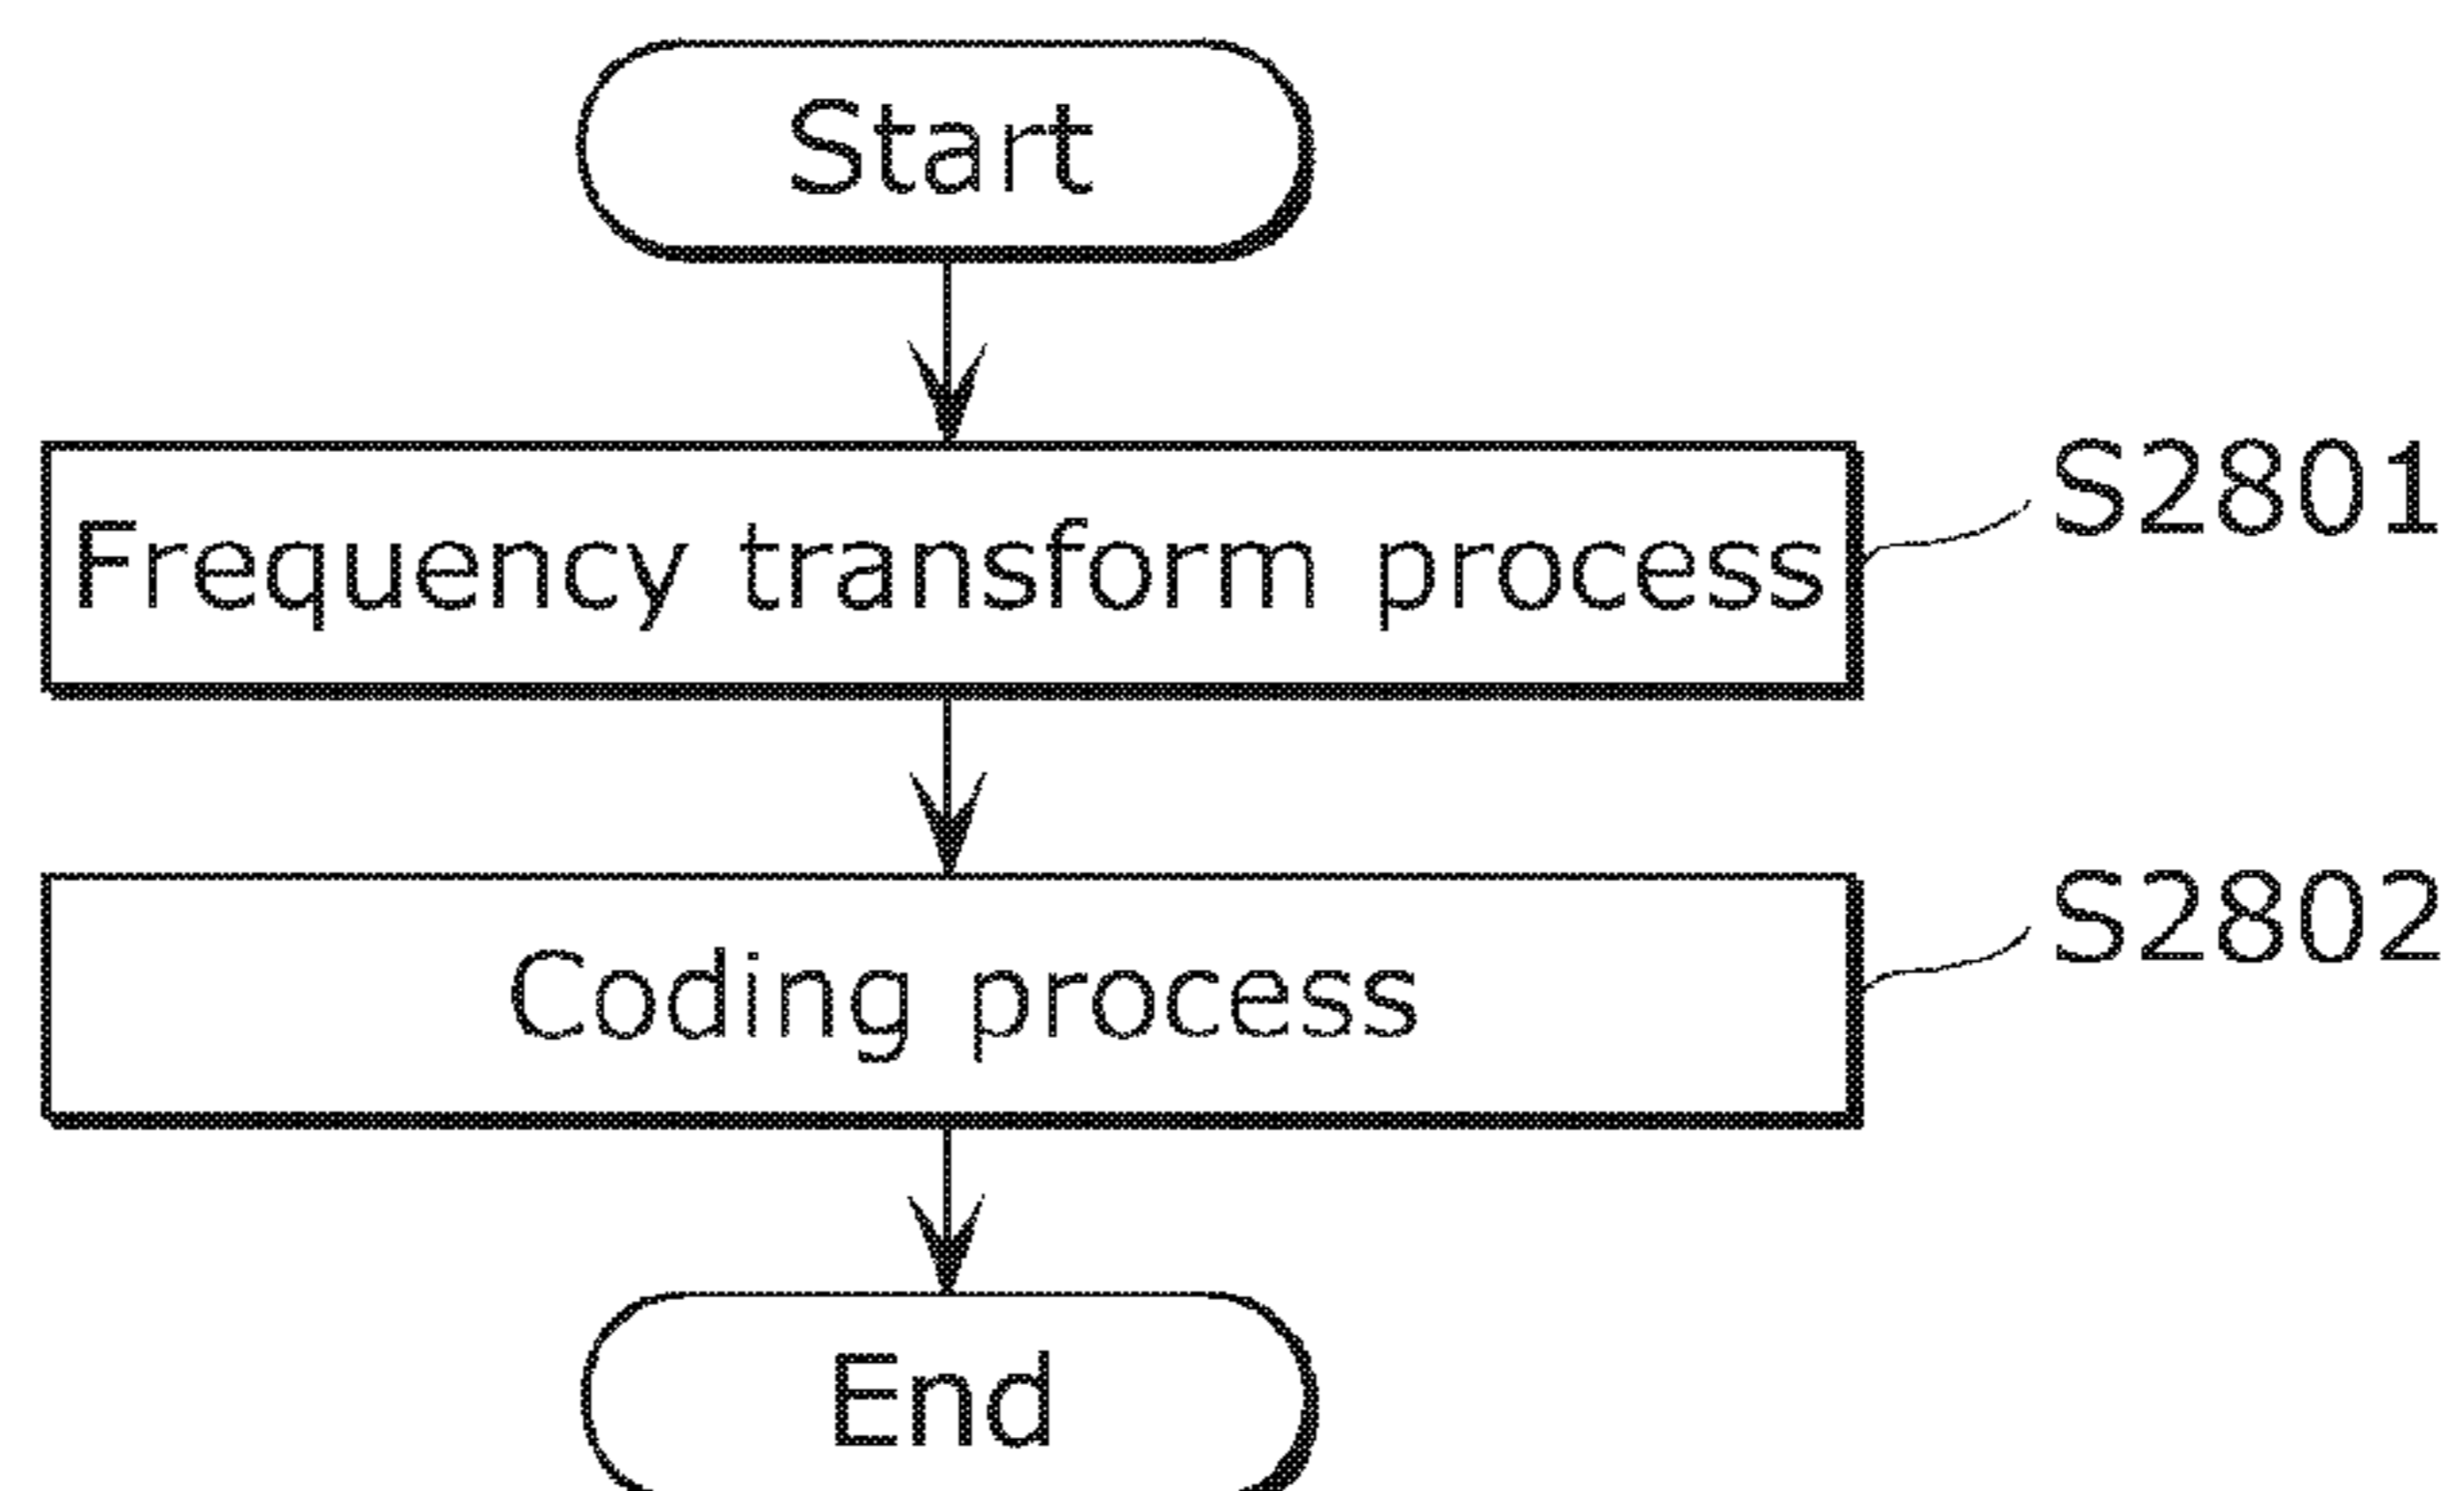 Start
Frequency transform process
S2801
Coding process
S2802
End